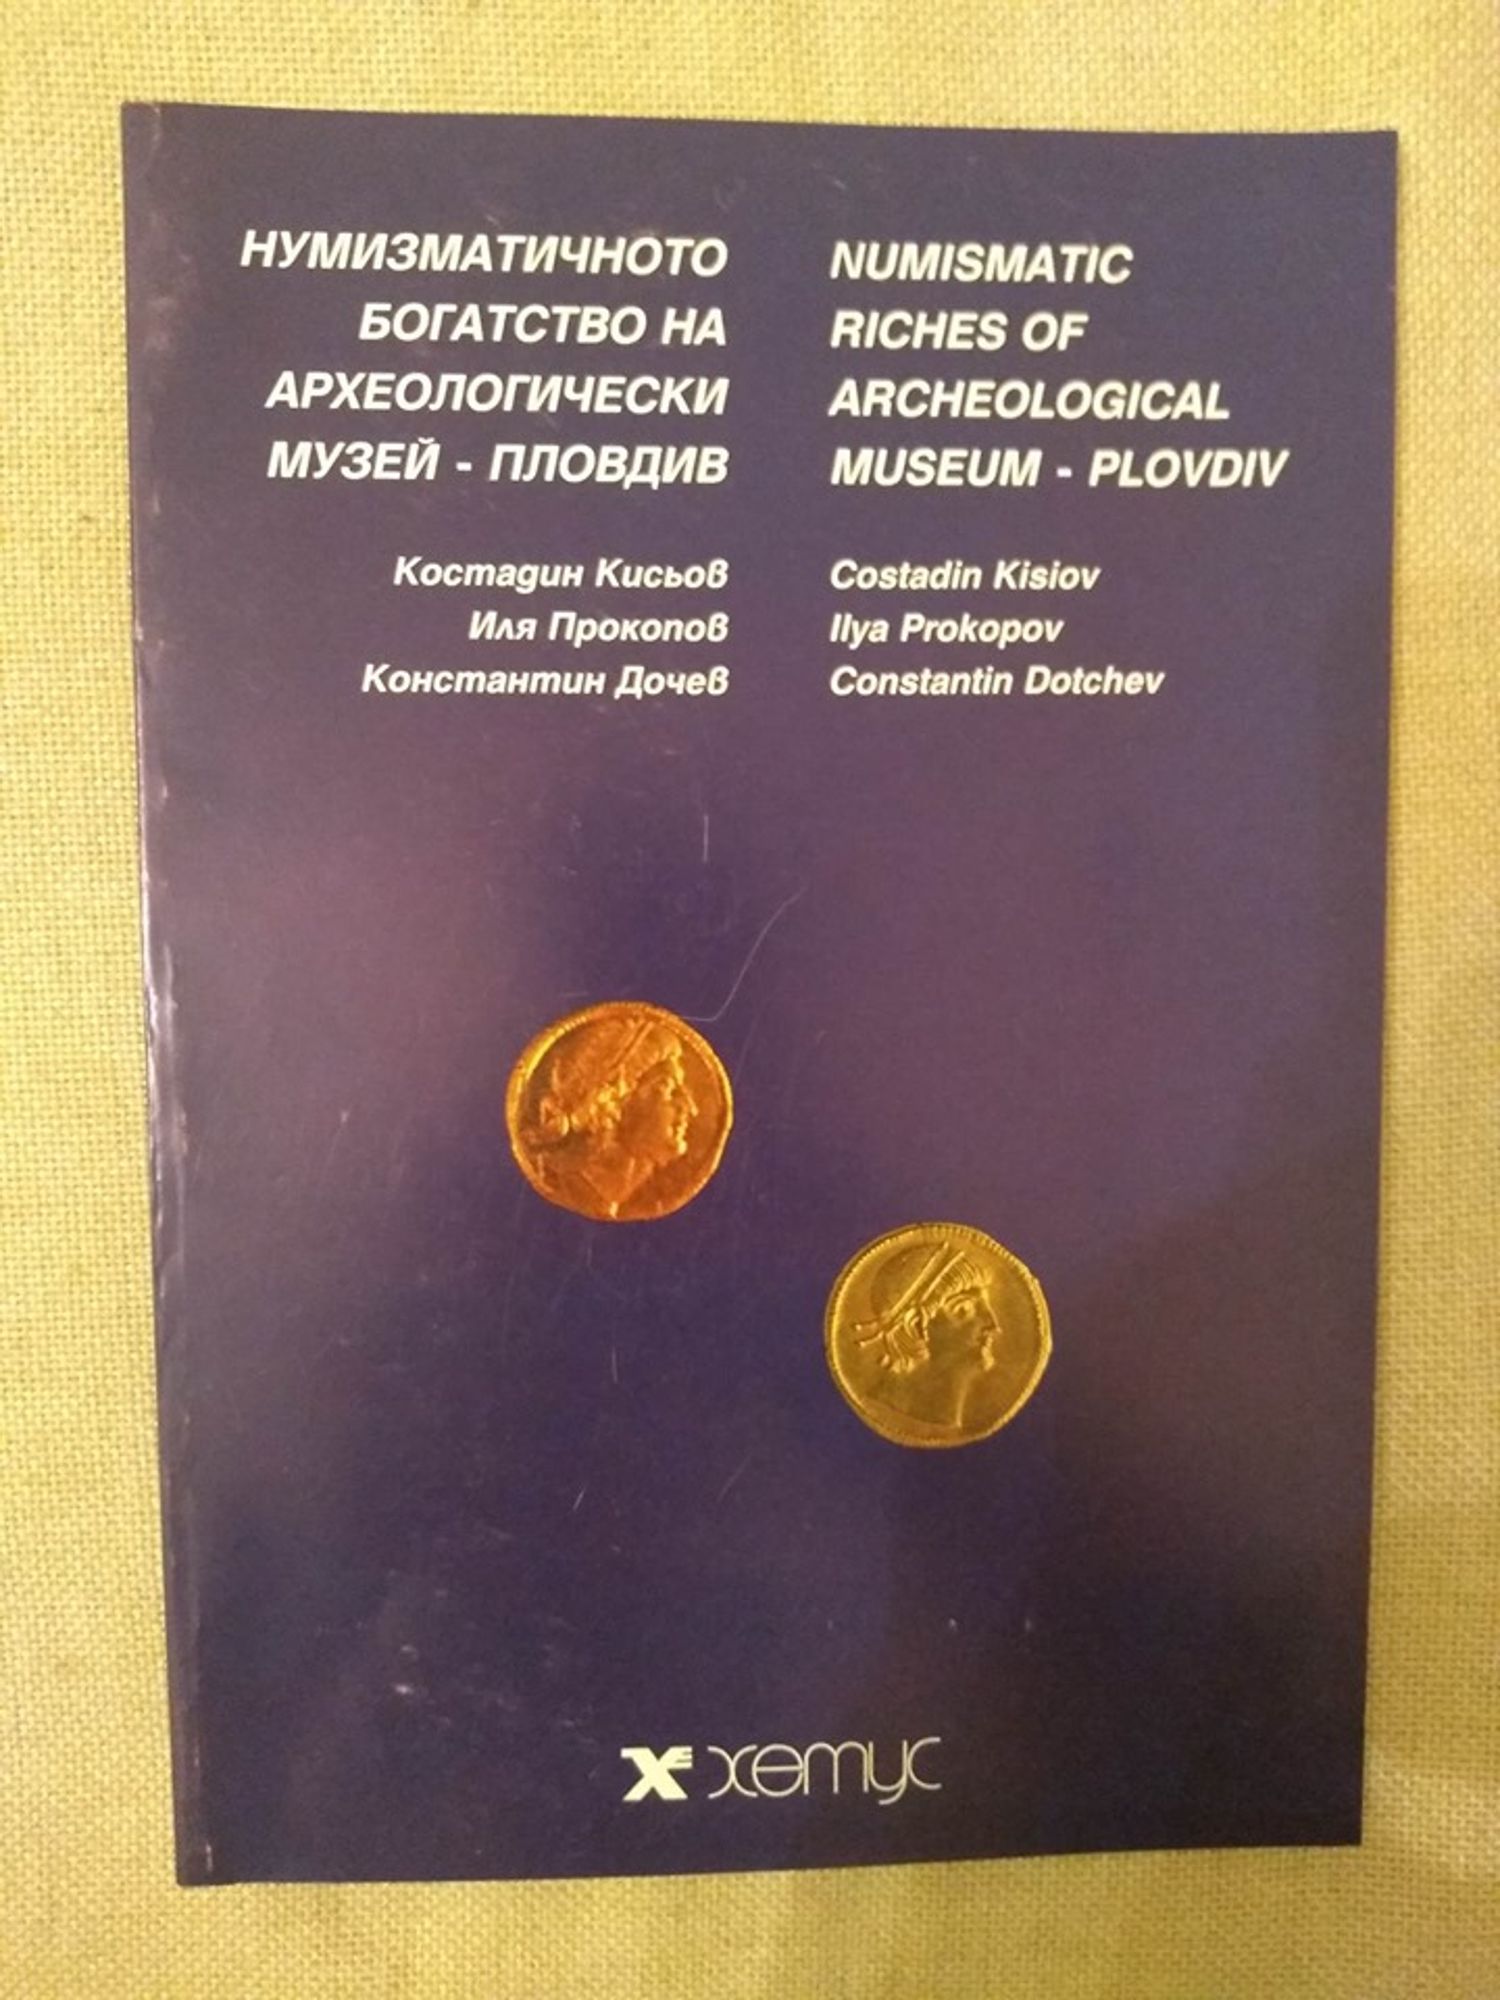 НУМИЗМАТИЧНОТО
БОГАТСТВО НА
АРХЕОЛОГИЧЕСКИ
МУЗЕЙ - ПЛОВДИВ
Костадин Кисьов
Иля Прокопов
Константин Дочев
NUMISMATIC
RICHES OF
ARCHEOLOGICAL
MUSEUM - PLOVDIV
Costadin Kisiov
Ilya Prokopov
Constantin Dotchev
хетус